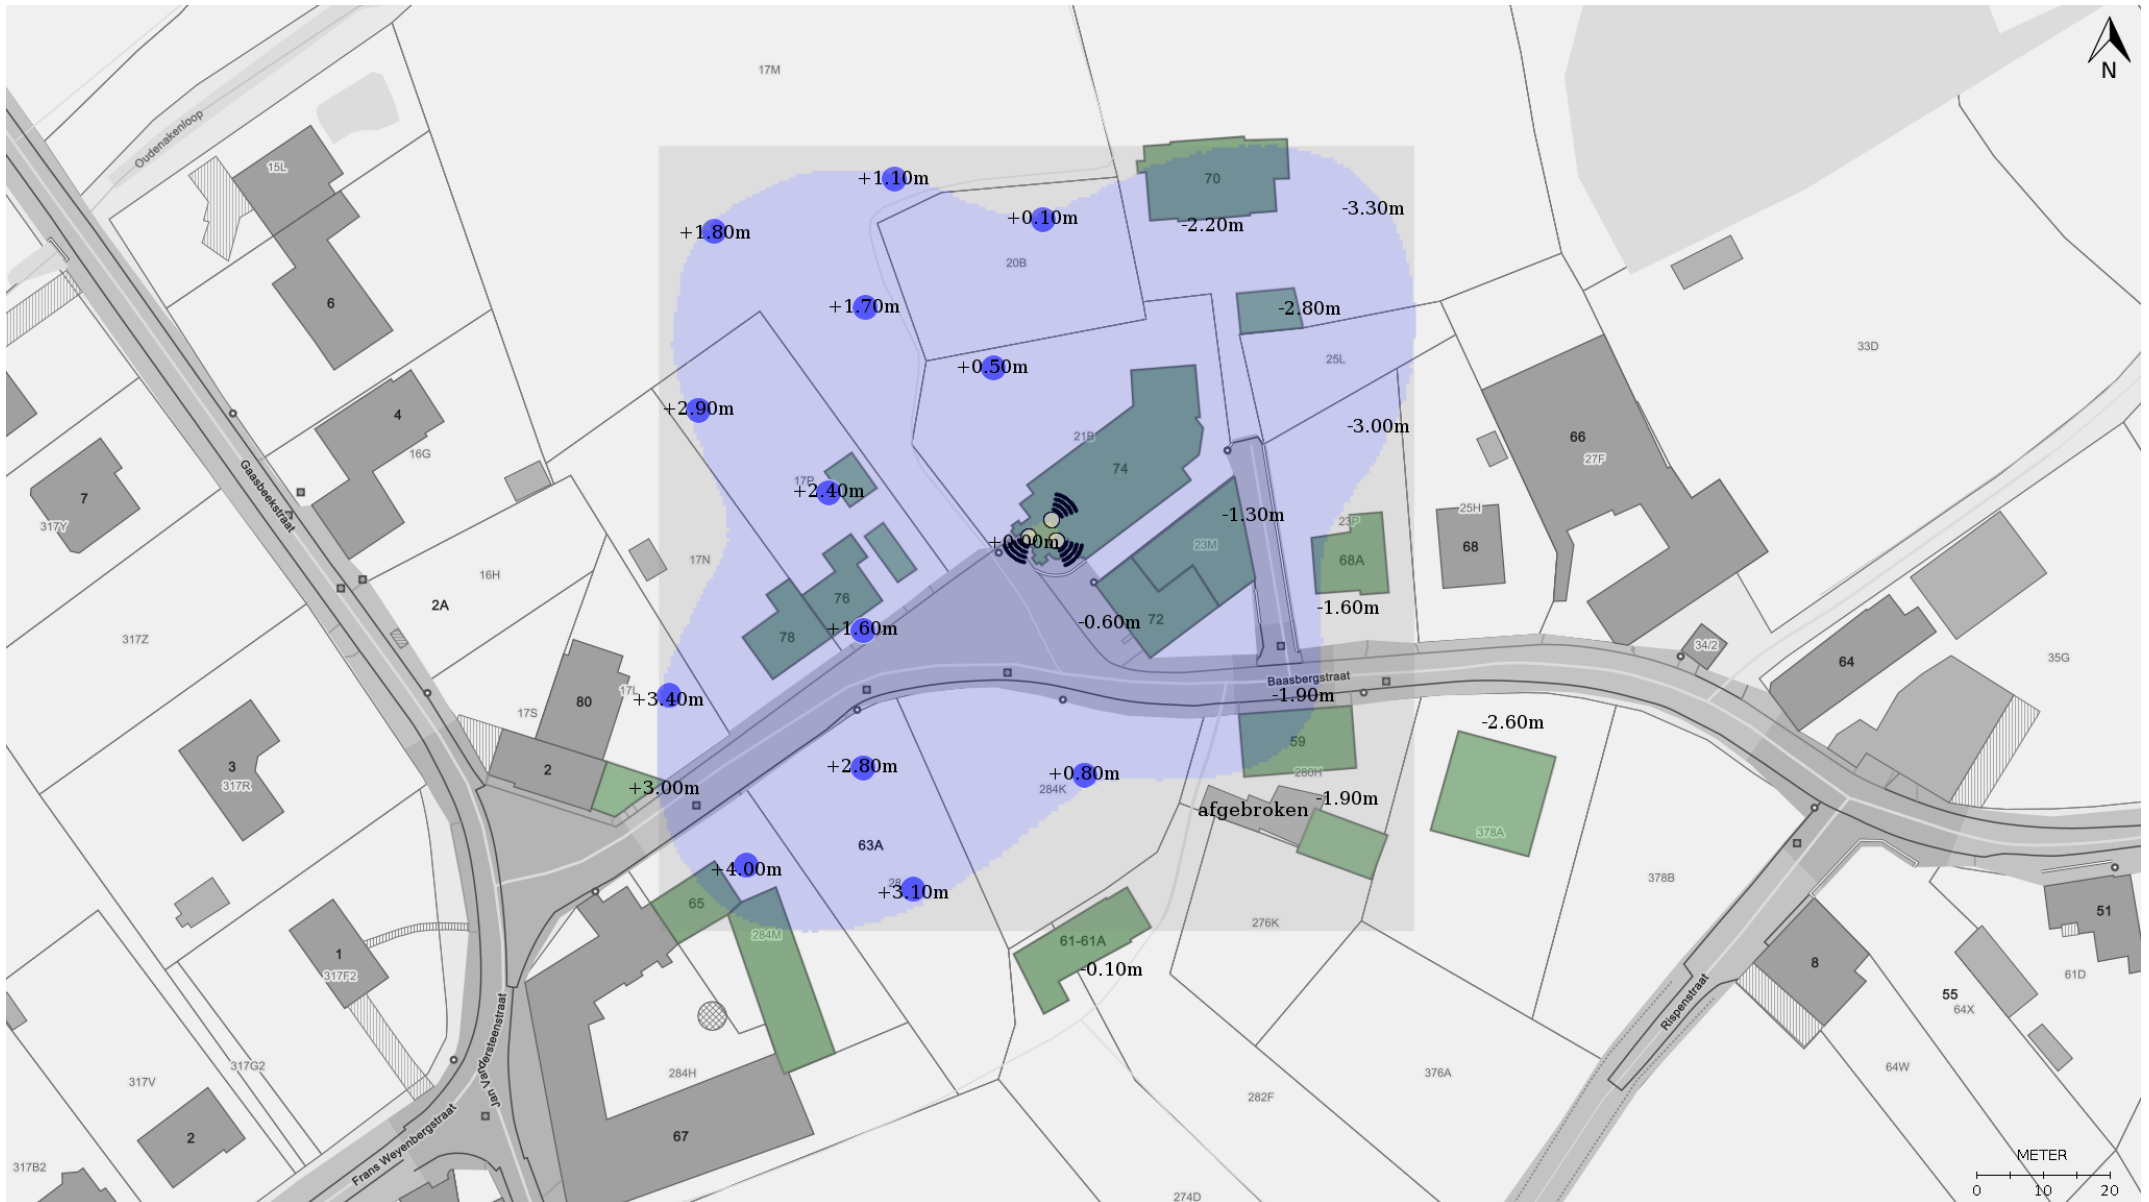 17M
N
Oudenakenloop
15L
+1.10m
70
-3.30m
+1.80m
+0.10m
-2.20m
20B
6
+1.70m
-2.80m
33D
25L
+0.50m
4
+2.90m
-3.00m
16G
21B
66
27F
74
7
317Y
Gaasbeekstraat
17P
+2.40m
-1.30m
25H
23P
+0.00m
23M
68A
68
17N
16H
2A
76
-1.60m
-0.60m
72
+1.60m
78
317Z
34/2
35G
64
Baasbergstraat
17L
+3.40m
-1.90m
80
17S
-2.60m
59
280H
3
317R
2
+2.80m
+0.80m
+3.00m
284K
-1.90m
afgebroken
378A
63A
+4.00m
378B
28
+3.10m
65
51
276K
284M
61-61A
-0.10m
1
317F2
8
61D
55
64X
Rispenstraat
Jan Vandersteenstraat
317G2
284H
376A
64W
317V
282F
Frans Weyenbergstraat
67
2
METER
317B2
0 10 20
274D